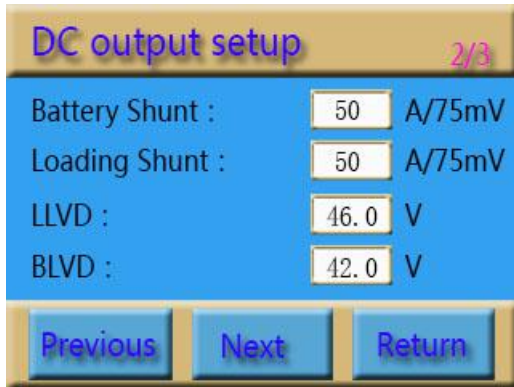 DC output setup 2/3
Battery Shunt : 50 A/75mV
Loading Shunt : 50 A/75mV
LLVD : 46.0 V
BLVD : 42.0 V
Previous Next Return